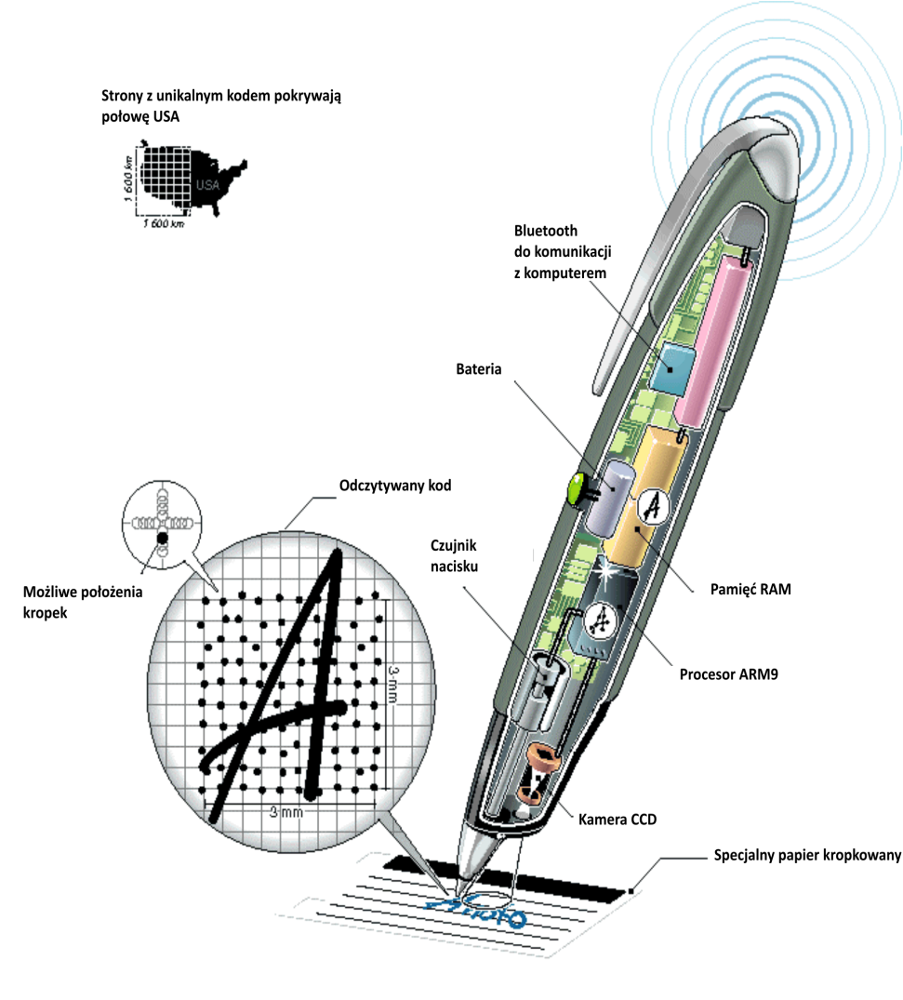 Strony z unikalnym kodem pokrywają
połowę USA
1 600 km
USA
1 600 km
Bluetooth
do komunikacji
z komputerem
Bateria
Odczytywany kod
Czujnik
nacisku
Możliwe położenia
kropek
Pamięć RAM
A
A
Procesor ARM9
3 mm
3 mm
Kamera CCD
Specjalny papier kropkowany